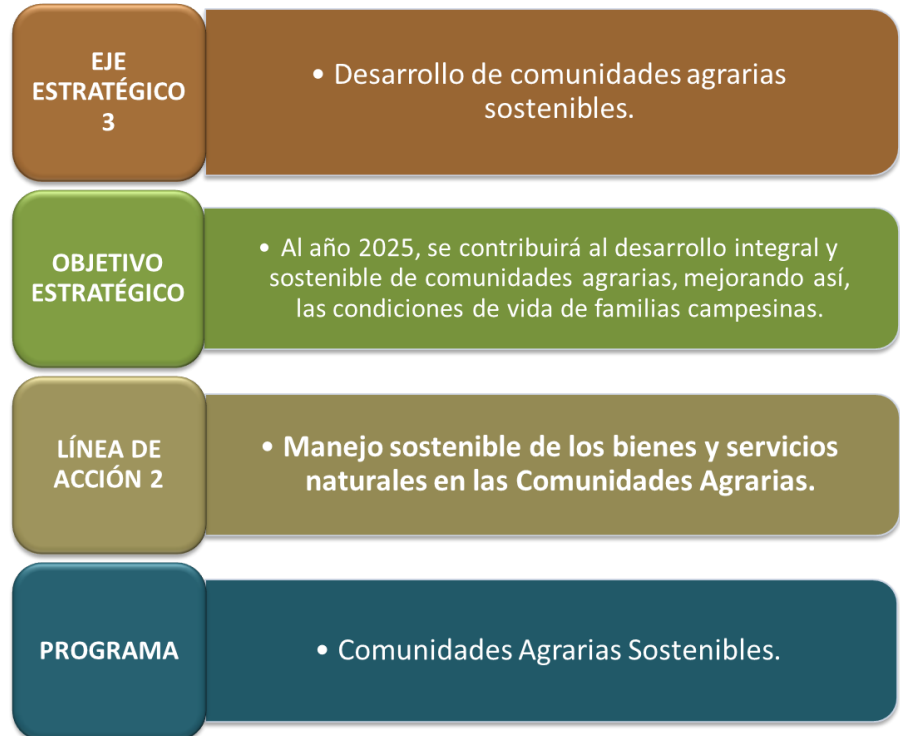 EJE
ESTRATÉGICO
3
• Desarrollo de comunidades agrarias
sostenibles.
OBJETIVO
ESTRATÉGICO
• Al año 2025, se contribuirá al desarrollo integral y
sostenible de comunidades agrarias, mejorando así,
las condiciones de vida de familias campesinas.
LÍNEA DE
ACCIÓN 2
• Manejo sostenible de los bienes y servicios
naturales en las Comunidades Agrarias.
PROGRAMA
• Comunidades Agrarias Sostenibles.